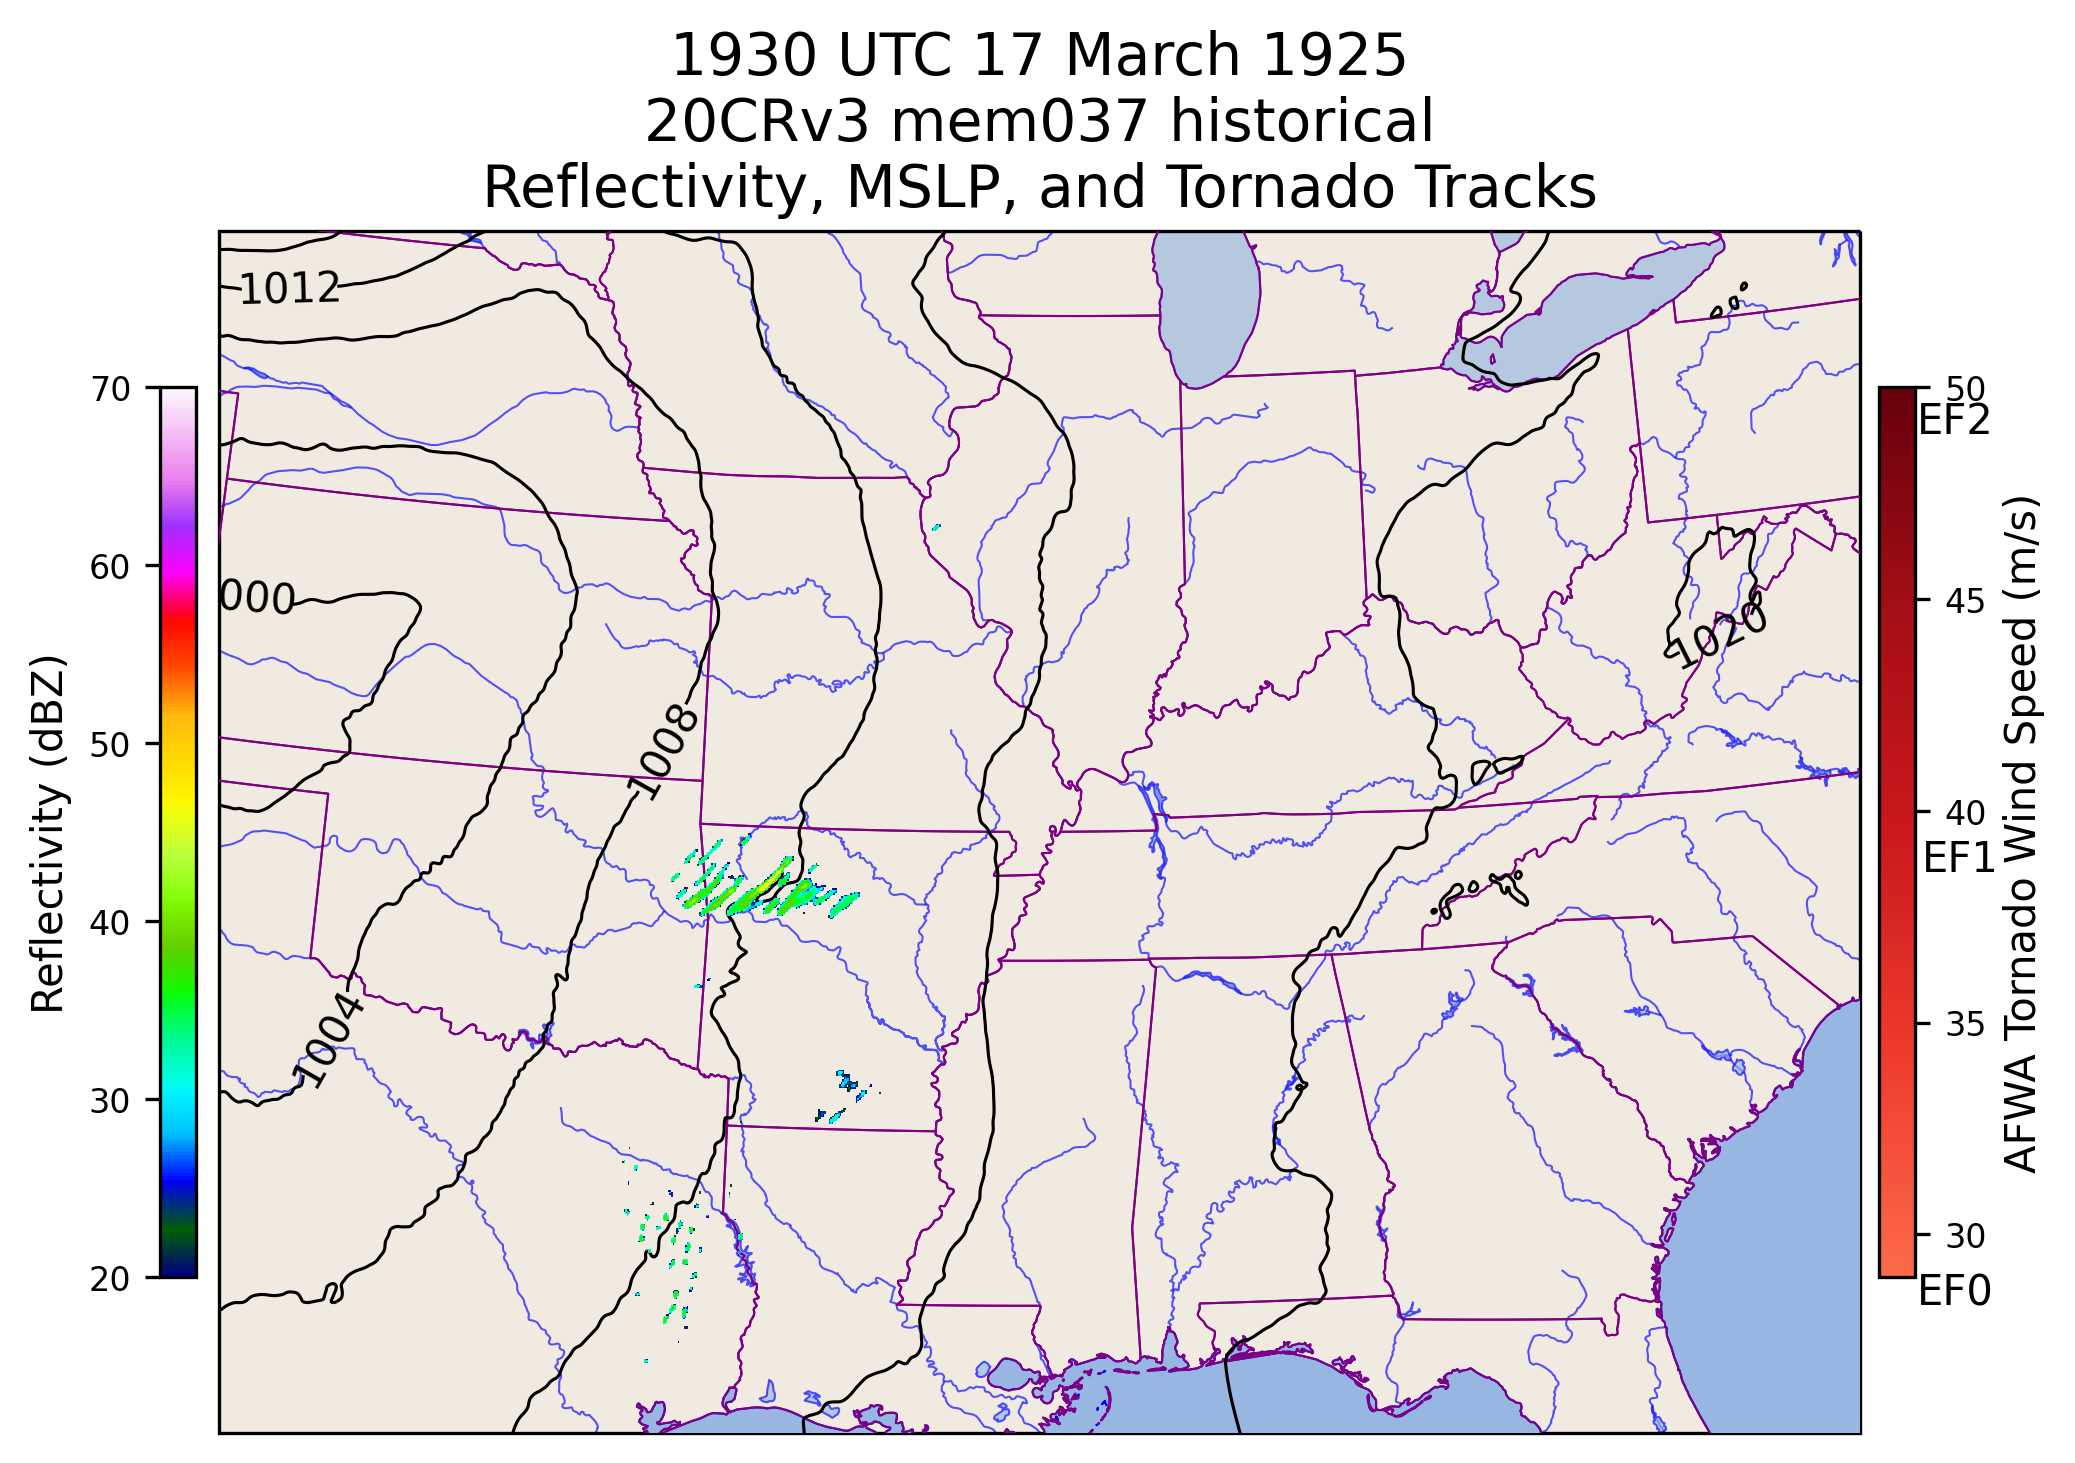 1930 UTC 17 March 1925
20CRv3 mem037 historical
Reflectivity, MSLP, and Tornado Tracks
1012
000
1008
1004
1020
70
60
50
40
30
20
Reflectivity (dBZ)
50
EF2
45
40
EF1
35
30
EF0
AFWA Tornado Wind Speed (m/s)